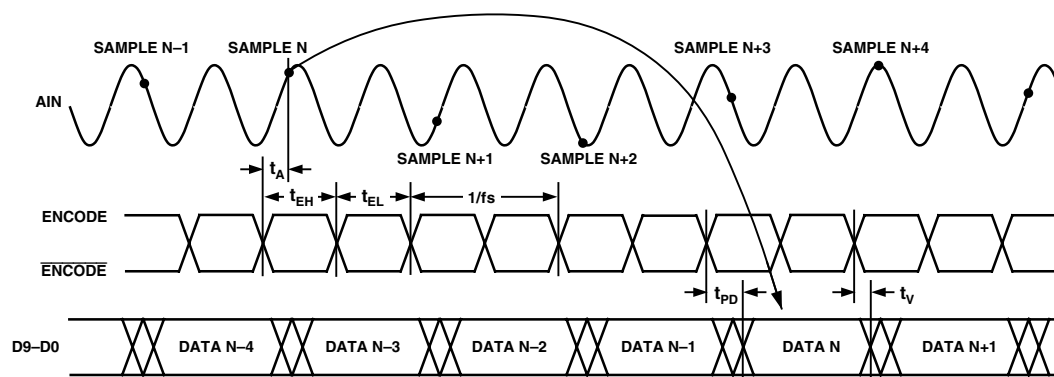 SAMPLE N–1
SAMPLE N
SAMPLE N+3
SAMPLE N+4
AIN
SAMPLE N+1
SAMPLE N+2
tA
tEH
tEL
1/fs
ENCODE
ENCODE
tPD
tV
D9–D0
DATA N–4
DATA N–3
DATA N–2
DATA N–1
DATA N
DATA N+1